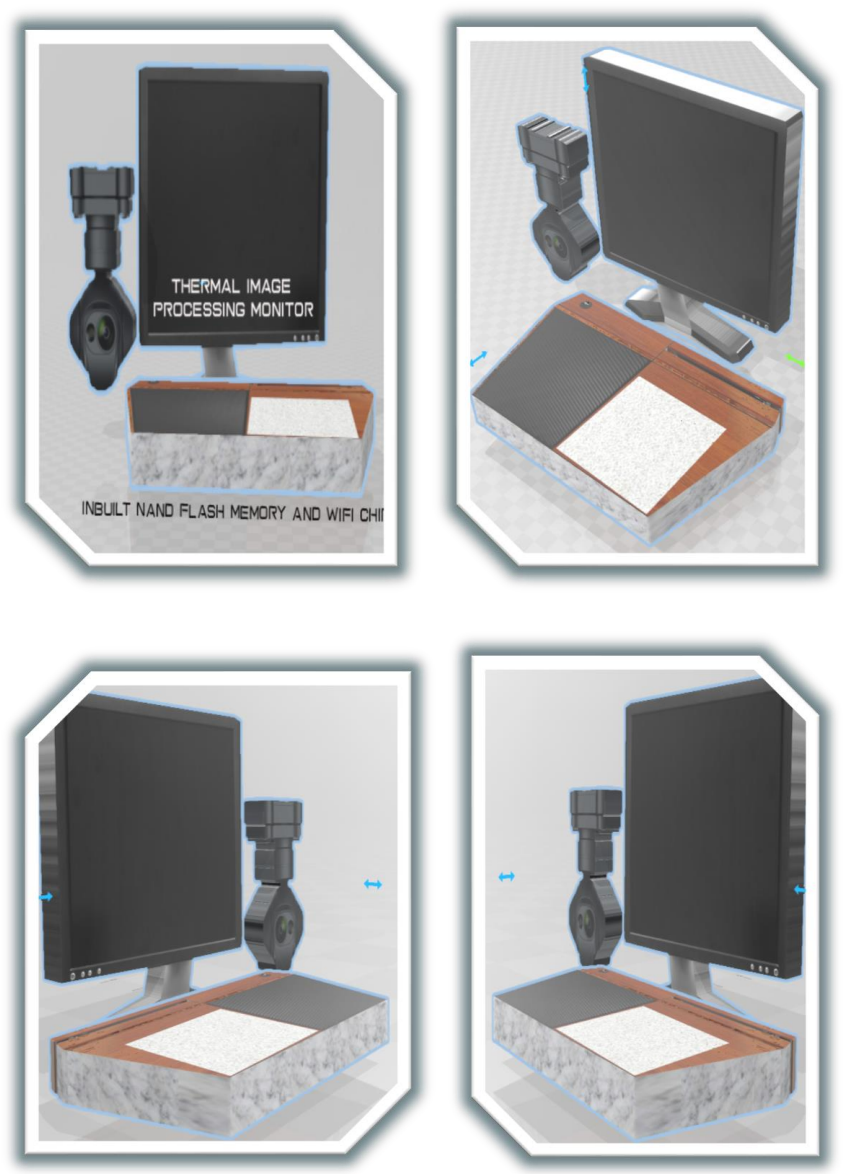 THERMAL IMAGE
PROCESSING MONITOR
INBUILT NAND FLASH MEMORY AND WIFI